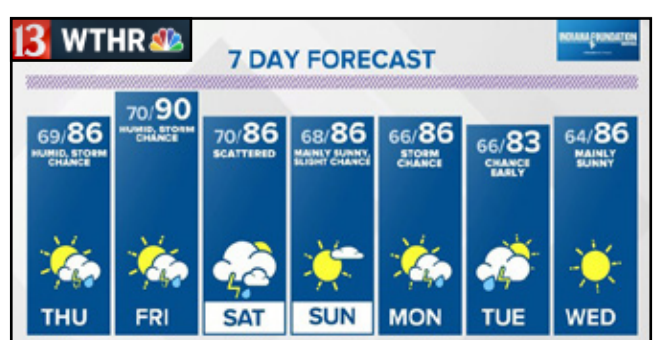 13 WTHR
INDIANA FOUNDATION
7 DAY FORECAST
69/86
HUMID, STORM
CHANCE
THU
70/90
HUMID, STORM
CHANCE
FRI
70/86
SCATTERED
SAT
68/86
MAINLY SUNNY,
SLIGHT CHANCE
SUN
66/86
STORM
CHANCE
MON
66/83
CHANCE
EARLY
TUE
64/86
MAINLY
SUNNY
WED